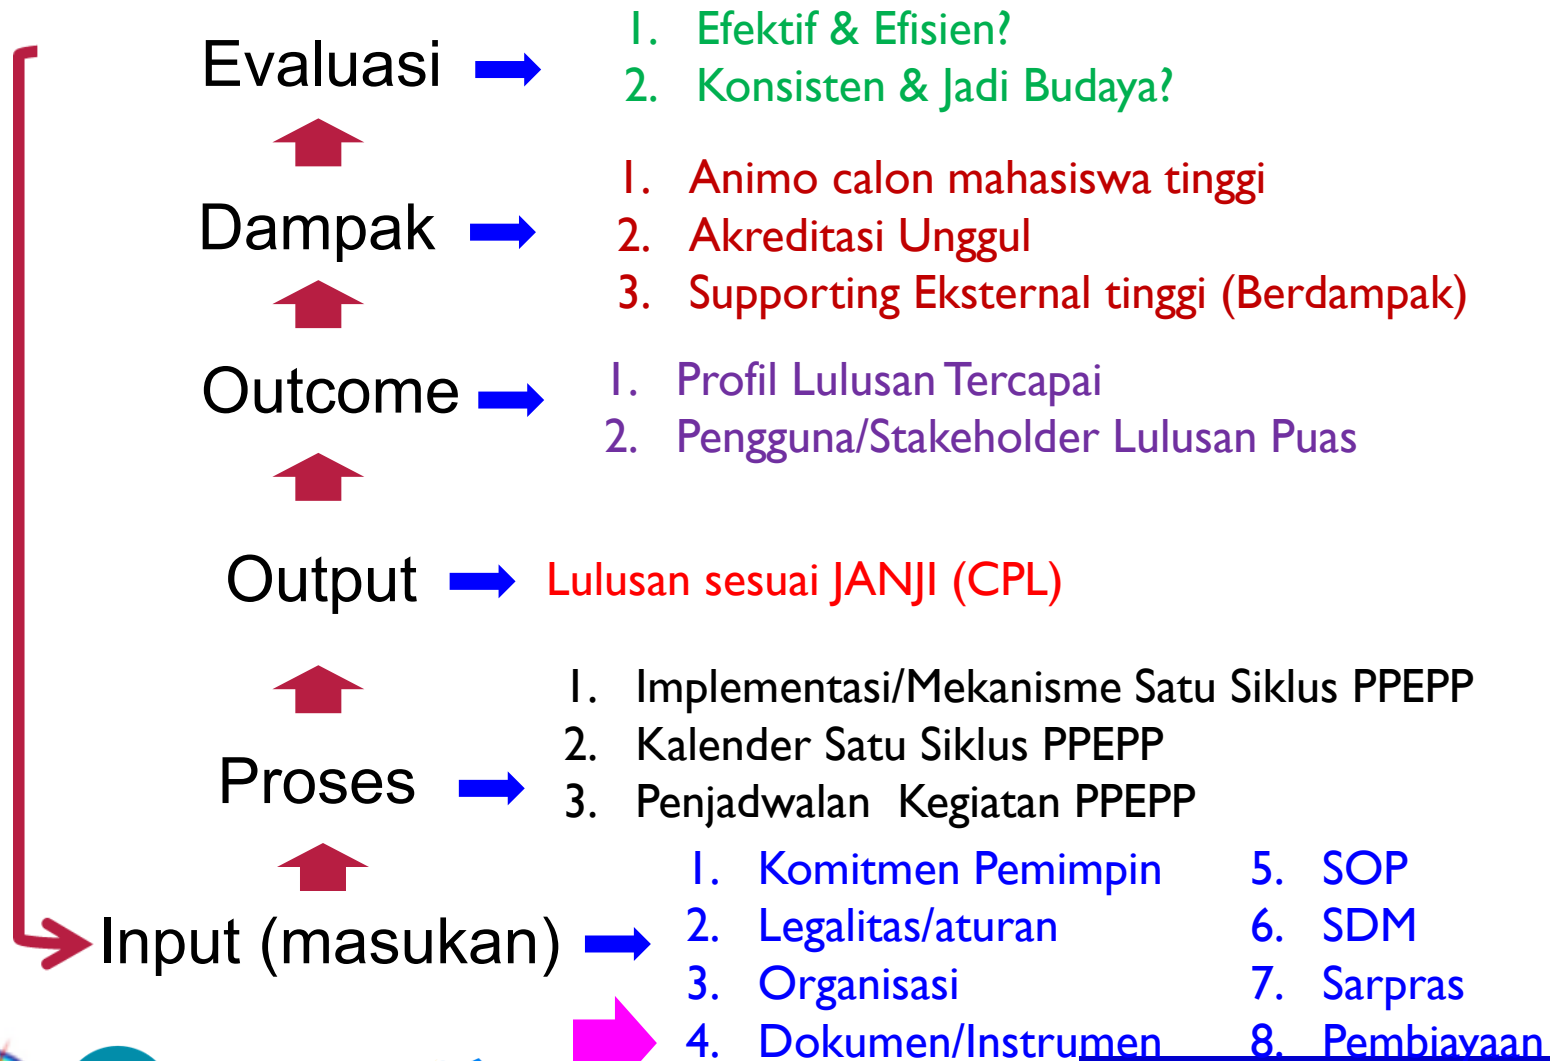 Evaluasi
1. Efektif & Efisien?
2. Konsisten & Jadi Budaya?
Dampak
1. Animo calon mahasiswa tinggi
2. Akreditasi Unggul
3. Supporting Eksternal tinggi (Berdampak)
Outcome
1. Profil Lulusan Tercapai
2. Pengguna/Stakeholder Lulusan Puas
Output
Lulusan sesuai JANJI (CPL)
Proses
1. Implementasi/Mekanisme Satu Siklus PPEPP
2. Kalender Satu Siklus PPEPP
3. Penjadwalan Kegiatan PPEPP
Input (masukan)
1. Komitmen Pemimpin
2. Legalitas/aturan
3. Organisasi
4. Dokumen/Instrumen
5. SOP
6. SDM
7. Sarpras
8. Pembiayaan